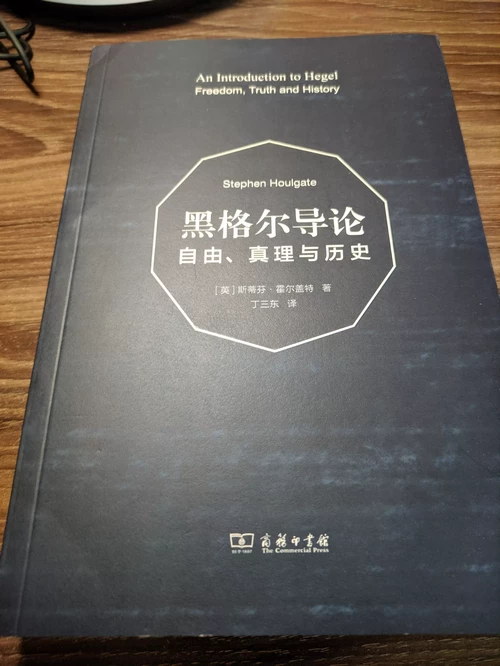 An Introduction to Hegel
Freedom, Truth and History
Stephen Houlgate
黑格尔导论
自由、真理与历史
[英]斯蒂芬·霍尔盖特 著
丁三东 译
商务印书馆
The Commercial Press